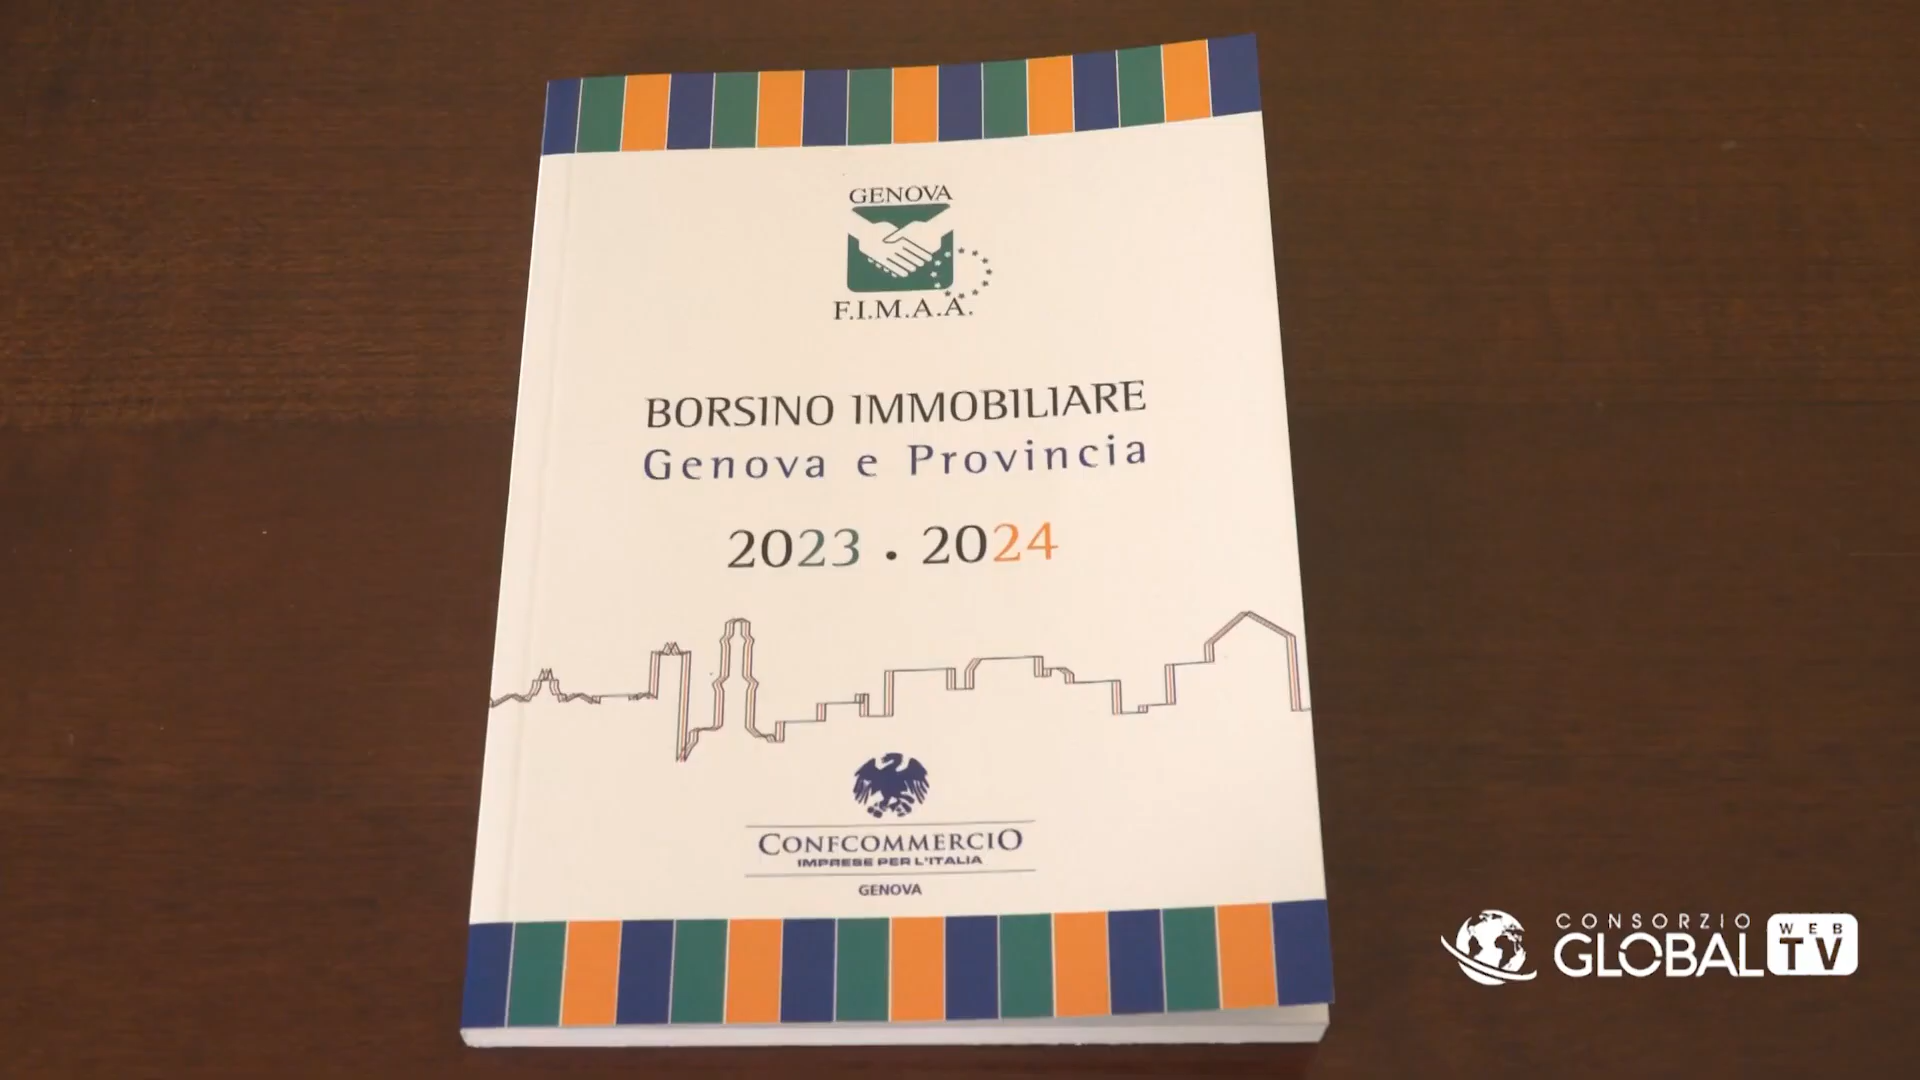 GENOVA
F.I.M.A.A.
BORSINO IMMOBILIARE
Genova e Provincia
2023 . 2024
CONFCOMMERCIO
IMPRESE PER L'ITALIA
GENOVA
CONSORZIO
GLOBAL WEB TV